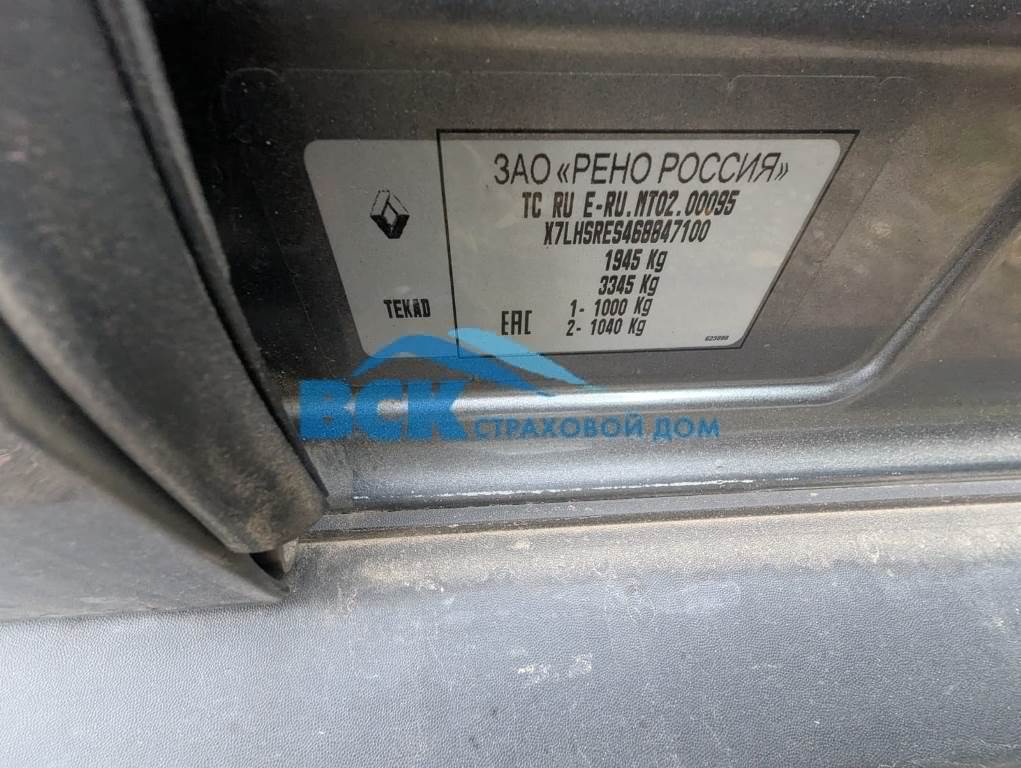 ЗАО «РЕНО РОССИЯ»
TC RU E-RU.MT02.00095
X7LHSRES468847100
1945 Kg
3345 Kg
1- 1000 Kg
2- 1040 Kg
TEKAD
EAC
ВСК СТРАХОВОЙ ДОМ